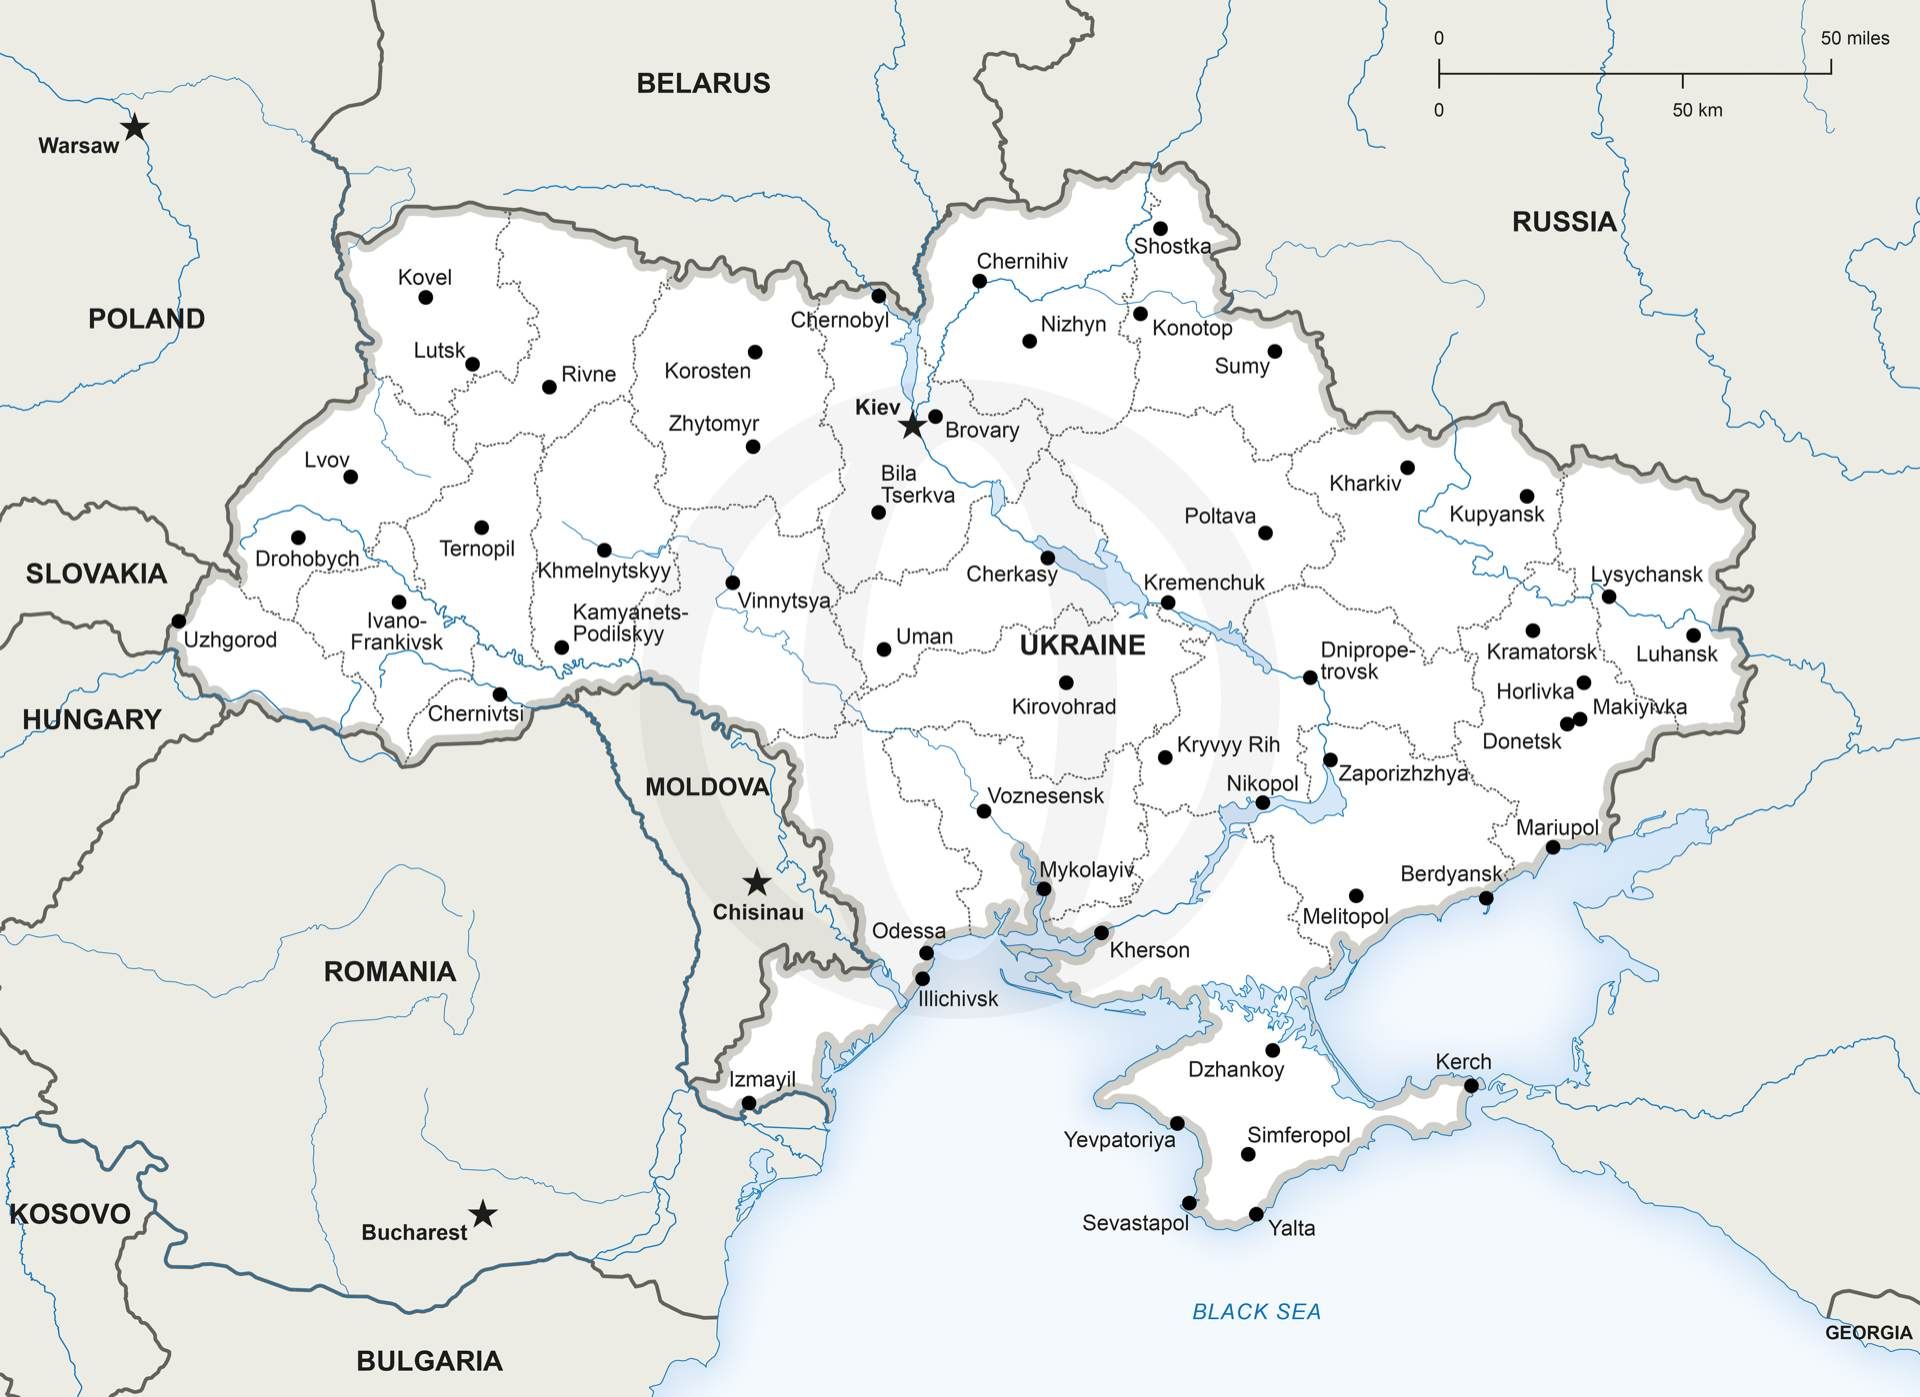 0
50 miles
0
50 km
BELARUS
Warsaw
RUSSIA
Shostka
Chernihiv
Kovel
POLAND
Chernobyl
Nizhyn
Konotop
Lutsk
Rivne
Korosten
Sumy
Kiev
Brovary
Zhytomyr
Lvov
Bila
Tserkva
Kharkiv
Kupyansk
Poltava
Drohobych
Ternopil
Khmelnytskyy
Cherkasy
Kremenchuk
Lysychansk
SLOVAKIA
Vinnytsya
Kamyanets-
Podilskyy
Ivano-
Frankivsk
Uzhgorod
Uman
UKRAINE
Dniprope-
trovsk
Kramatorsk
Luhansk
Horlivka
Makiyivka
Kirovohrad
Chernivtsi
HUNGARY
Donetsk
Kryvyy Rih
Zaporizhzhya
Nikopol
MOLDOVA
Voznesensk
Mariupol
Mykolayiv
Berdyansk
Melitopol
Chisinau
Odessa
Kherson
ROMANIA
Illichivsk
Dzhankoy
Kerch
Izmayil
Yevpatoriya
Simferopol
KOSOVO
Bucharest
Sevastapol
Yalta
BLACK SEA
GEORGIA
BULGARIA